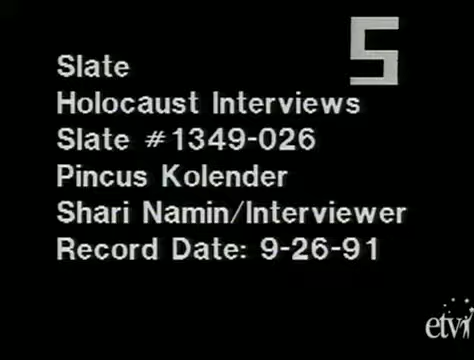 5
Slate
Holocaust Interviews
Slate #1349-026
Pincus Kolender
Shari Namin/Interviewer
Record Date: 9-26-91
etv